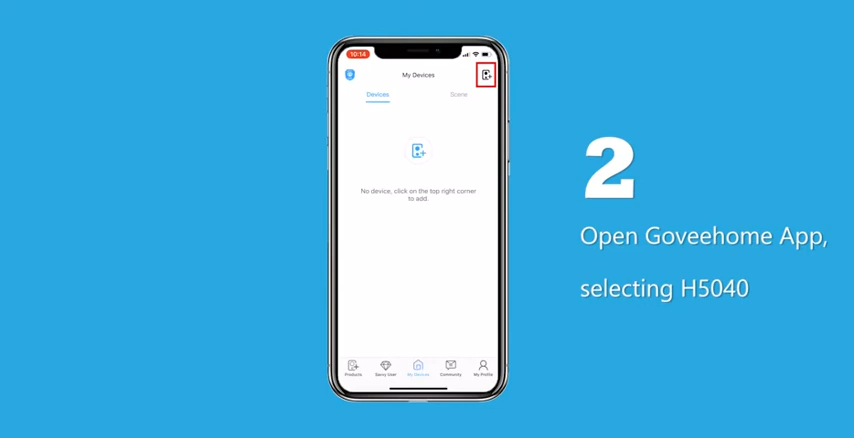 10:14
My Devices
Devices
Scene
No device, click on the top right corner
to add.
2
Open Goveehome App,
selecting H5040
Products
Savvy User
My Devices
Community
My Profile